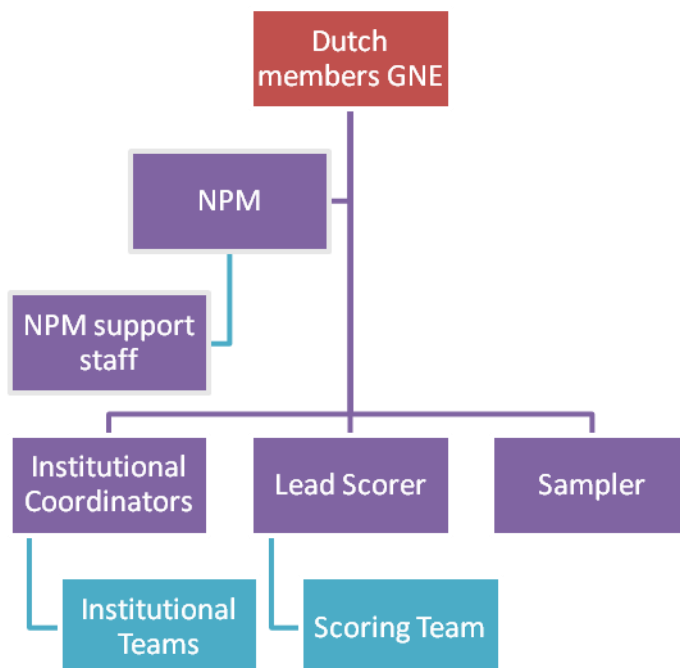 Dutch
members GNE
NPM
NPM support
staff
Institutional
Coordinators
Lead Scorer
Sampler
Institutional
Teams
Scoring Team